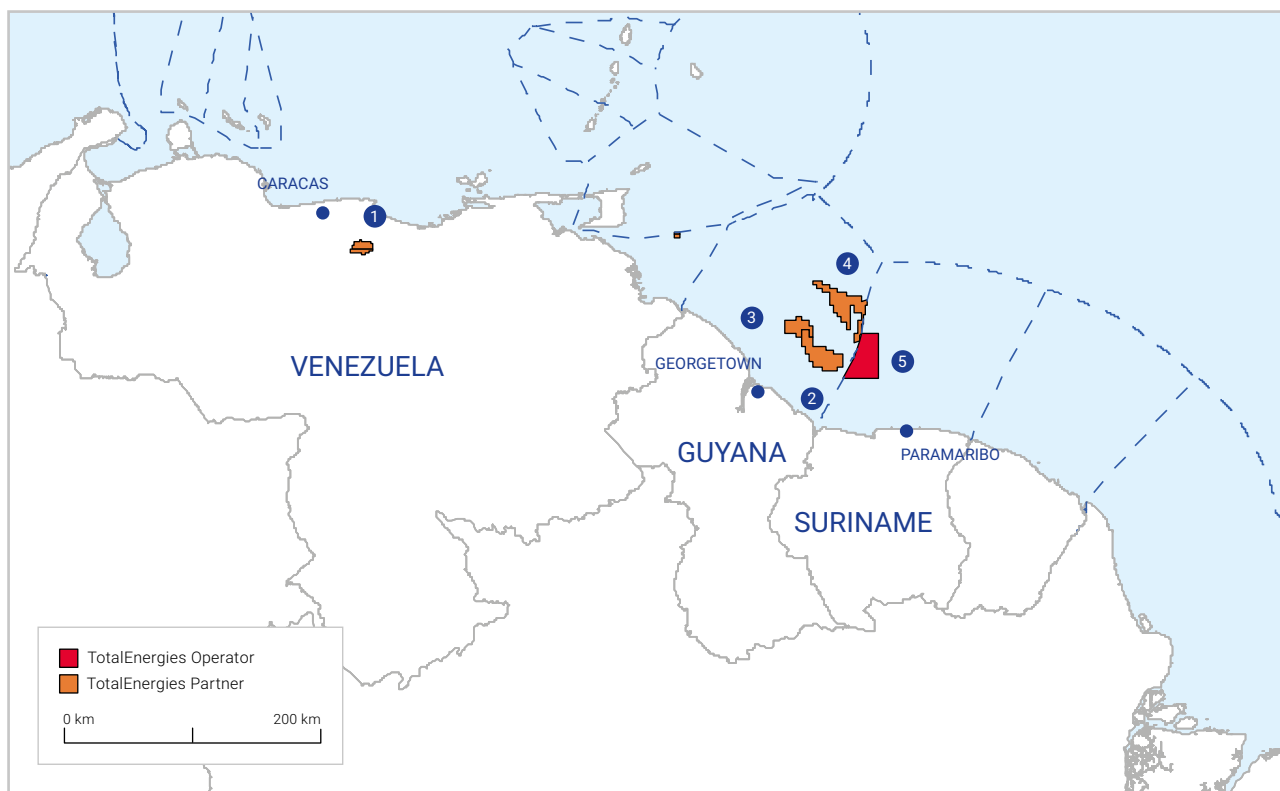 CARACAS
1
4
3
VENEZUELA
GEORGETOWN
5
2
GUYANA
PARAMARIBO
SURINAME
TotalEnergies Operator
TotalEnergies Partner
0 km 200 km